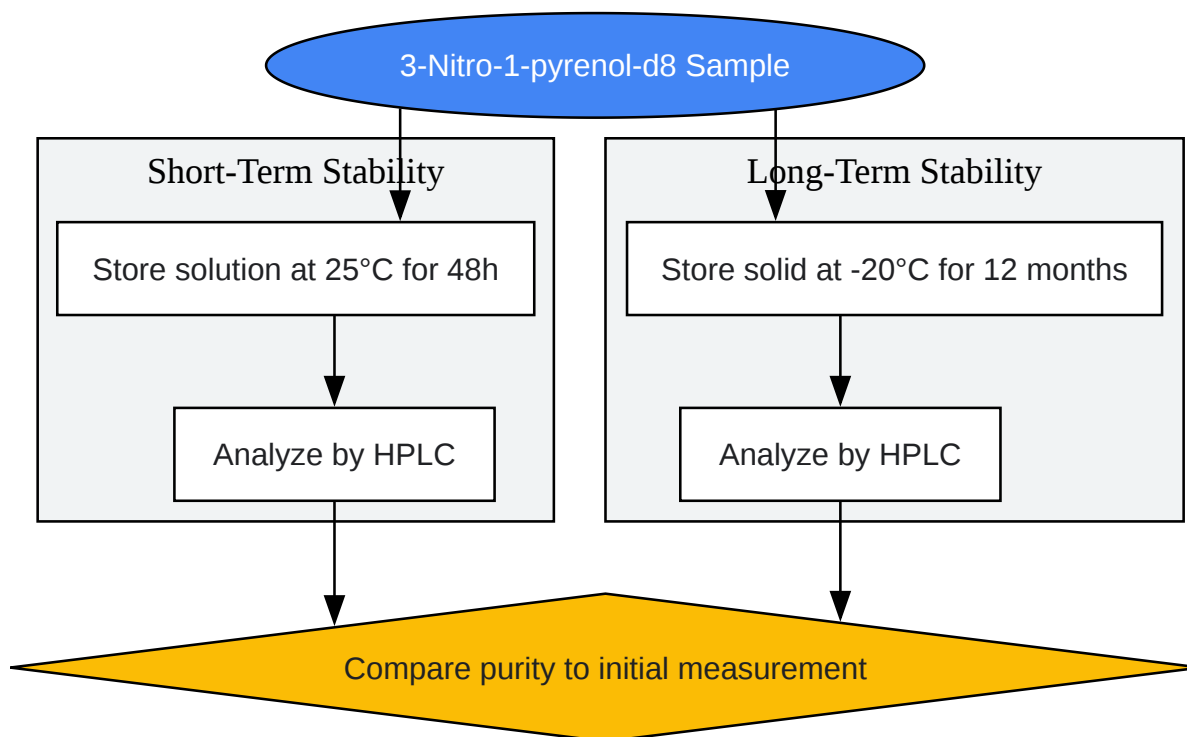 3-Nitro-1-pyrenol-d8 Sample
Short-Term Stability
Long-Term Stability
Store solution at 25°C for 48h
Store solid at -20°C for 12 months
Analyze by HPLC
Analyze by HPLC
Compare purity to initial measurement